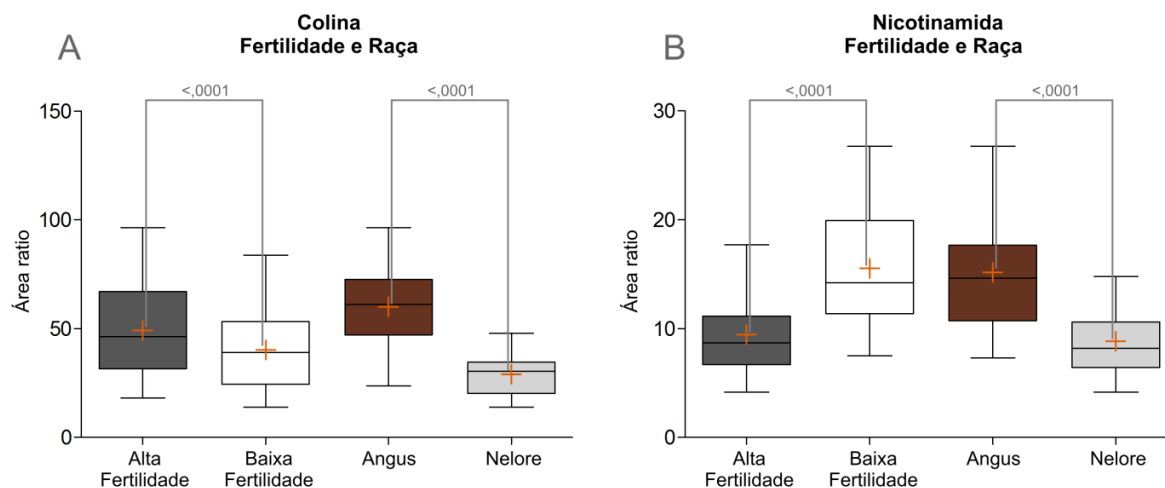 A
Colina
Fertilidade e Raça
<,0001
<,0001
150
100
50
0
Área ratio
Alta
Fertilidade
Baixa
Fertilidade
Angus
Nelore
B
Nicotinamida
Fertilidade e Raça
<,0001
<,0001
30
20
10
0
Área ratio
Alta
Fertilidade
Baixa
Fertilidade
Angus
Nelore